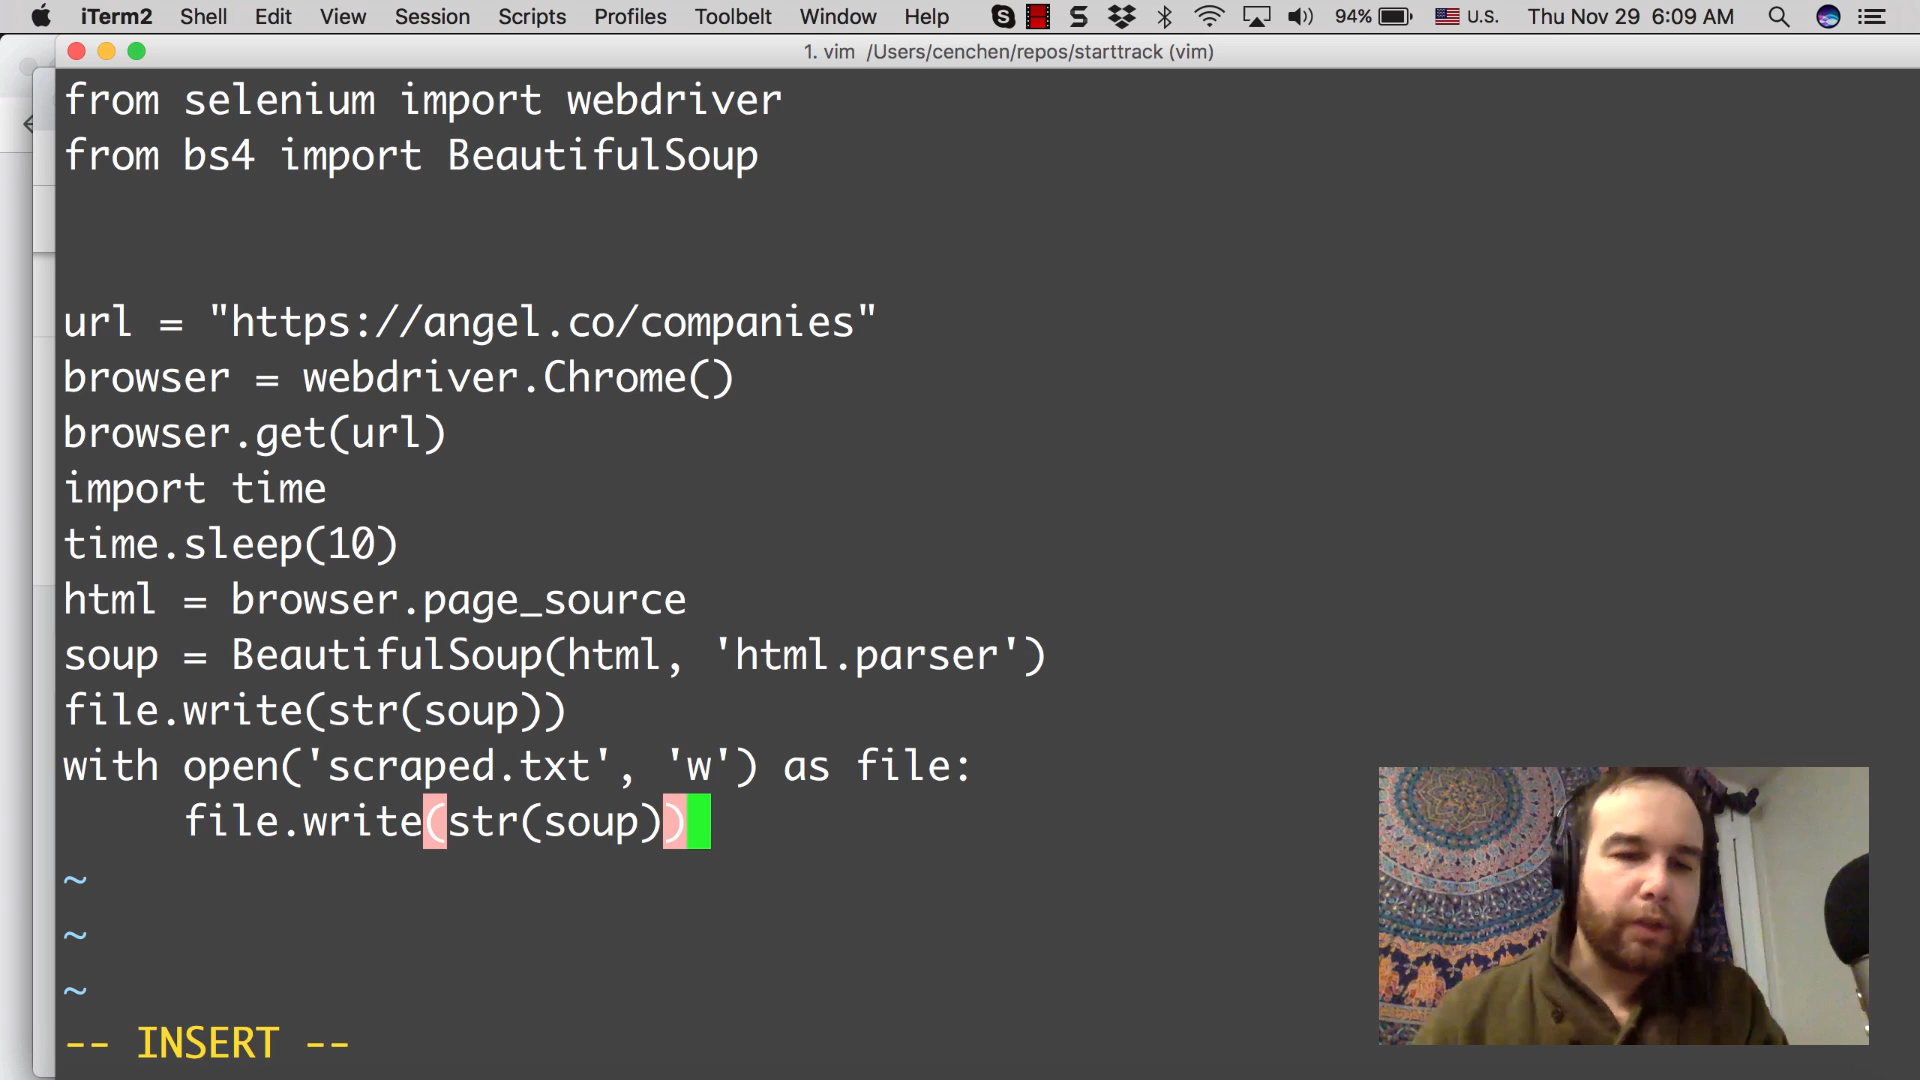 iTerm2 Shell Edit View Session Scripts Profiles Toolbelt Window Help 94% U.S. Thu Nov 29 6:09 AM
1. vim /Users/cenchen/repos/starttrack (vim)
from selenium import webdriver
from bs4 import BeautifulSoup
url = "https://angel.co/companies"
browser = webdriver.Chrome()
browser.get(url)
import time
time.sleep(10)
html = browser.page_source
soup = BeautifulSoup(html, 'html.parser')
file.write(str(soup))
with open('scraped.txt', 'w') as file:
     file.write(str(soup))
~
~
~
-- INSERT --